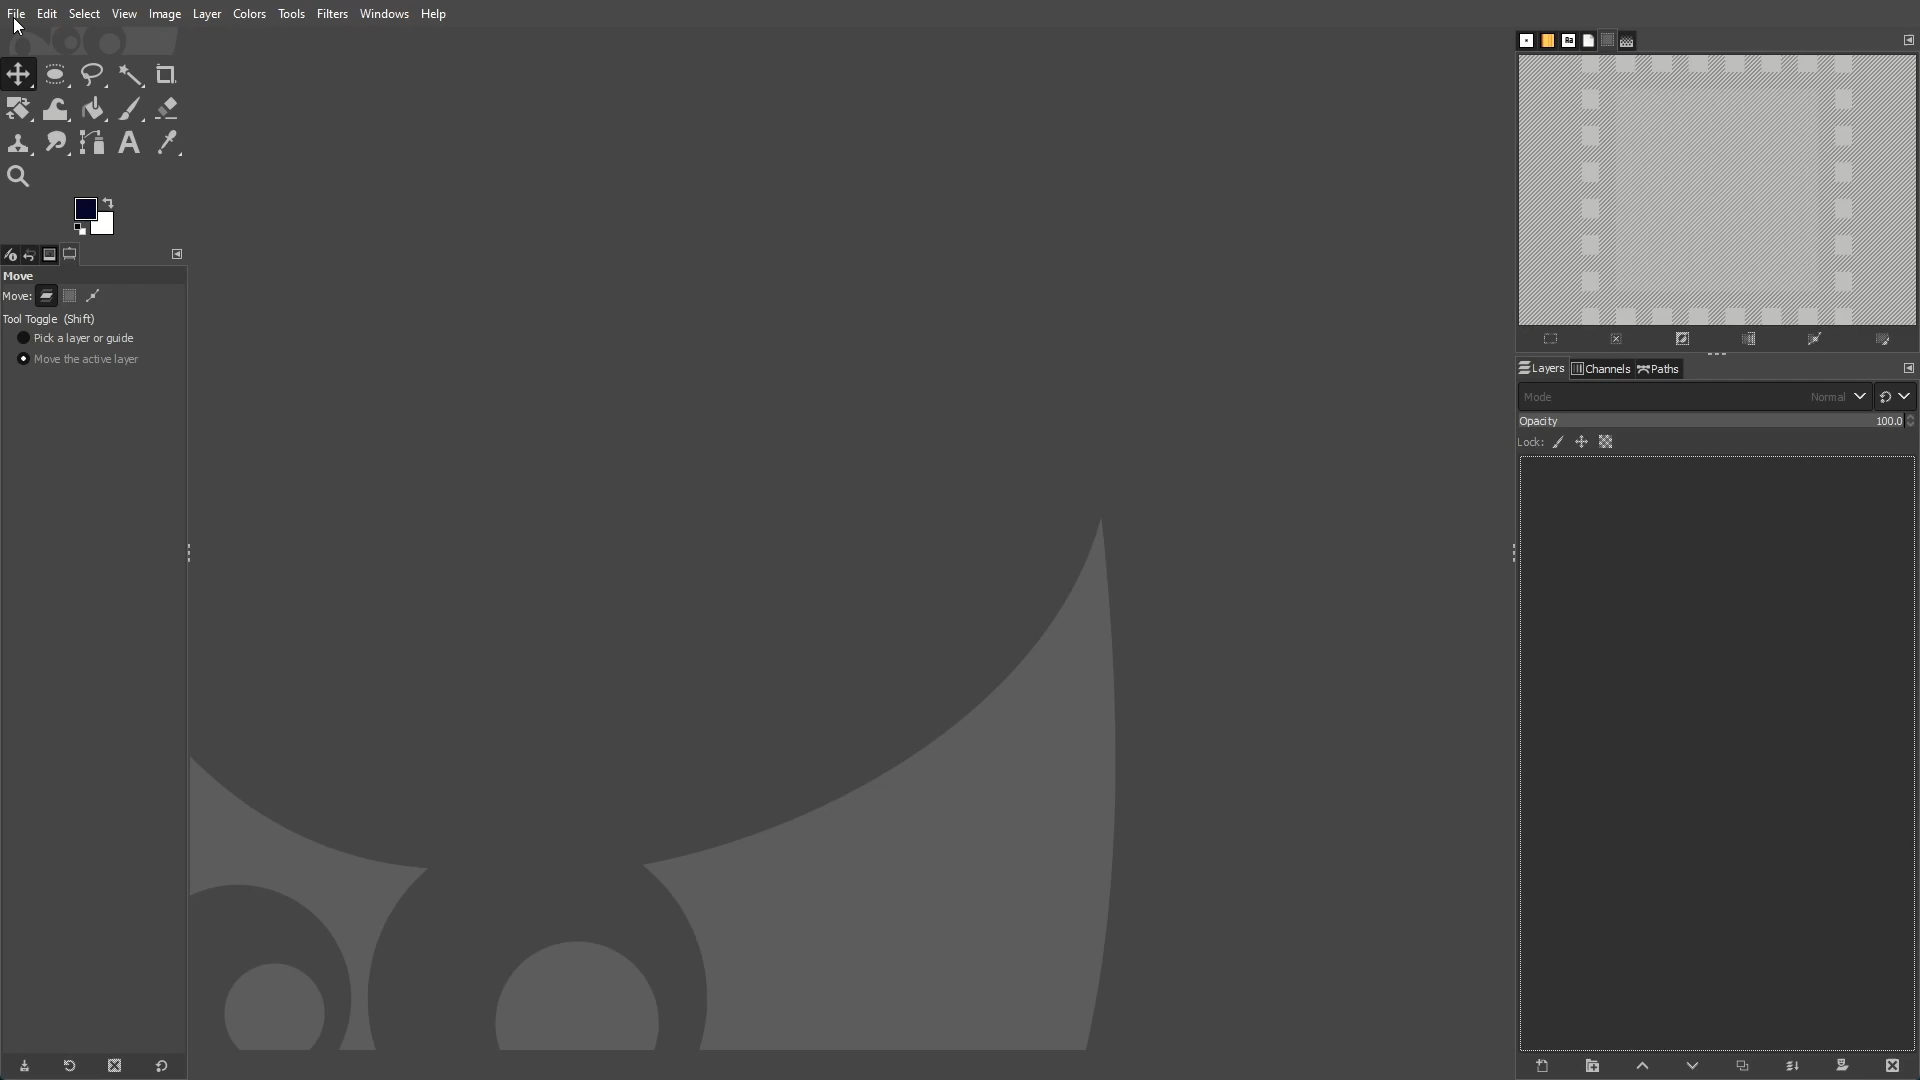 File Edit Select View Image Layer Colors Tools Filters Windows Help
Move
Move:
Tool Toggle (Shift)
Pick a layer or guide
Move the active layer
Aa
Layers Channels Paths
Mode Normal
Opacity 100.0
Lock: